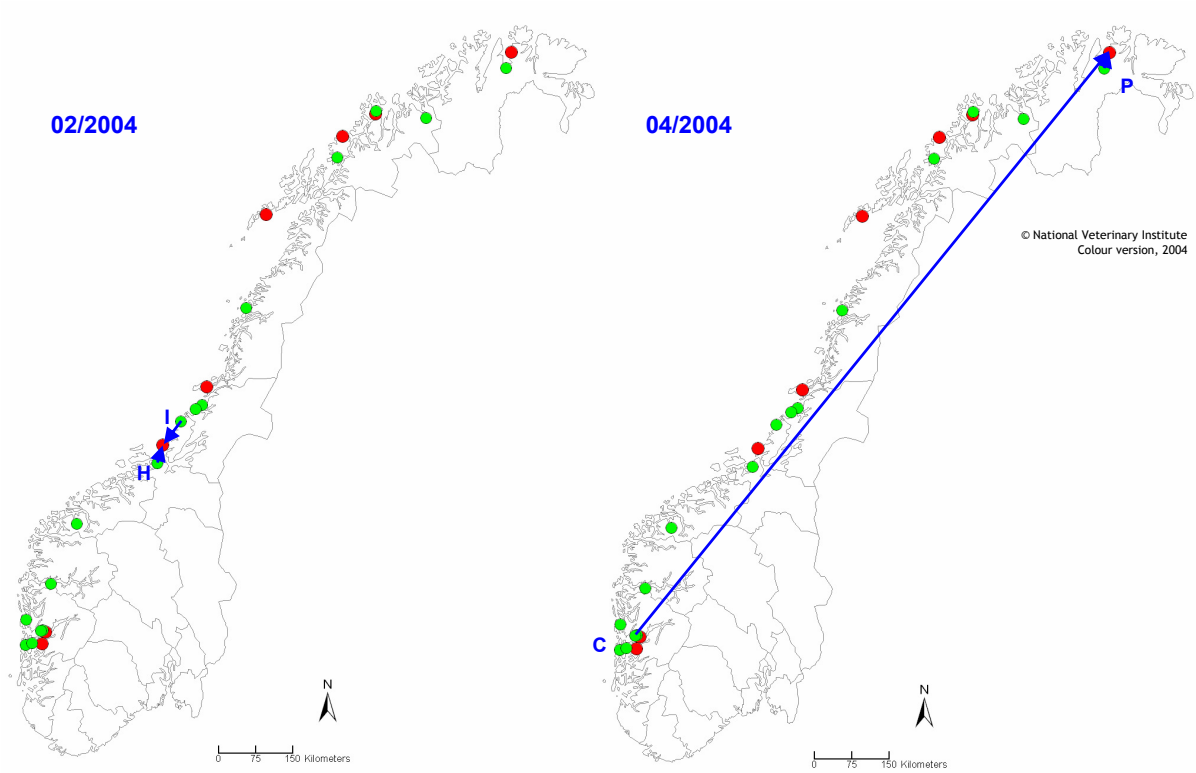 02/2004
I
H
N
0 75 150 Kilometers
04/2004
P
© National Veterinary Institute
Colour version, 2004
C
N
0 75 150 Kilometers